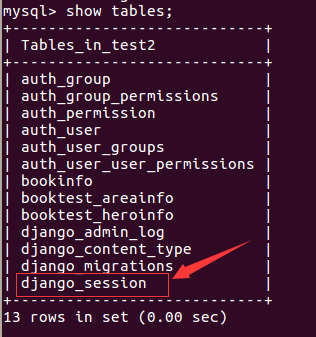 mysql> show tables;
+-----------------------------+
| Tables_in_test2 |
+-----------------------------+
| auth_group |
| auth_group_permissions |
| auth_permission |
| auth_user |
| auth_user_groups |
| auth_user_user_permissions |
| bookinfo |
| booktest_areainfo |
| booktest_heroinfo |
| django_admin_log |
| django_content_type |
| django_migrations |
| django_session |
+-----------------------------+
13 rows in set (0.00 sec)